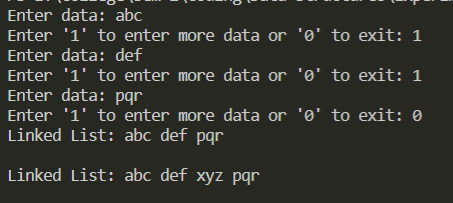 Enter data: abc
Enter '1' to enter more data or '0' to exit: 1
Enter data: def
Enter '1' to enter more data or '0' to exit: 1
Enter data: pqr
Enter '1' to enter more data or '0' to exit: 0
Linked List: abc def pqr
Linked List: abc def xyz pqr